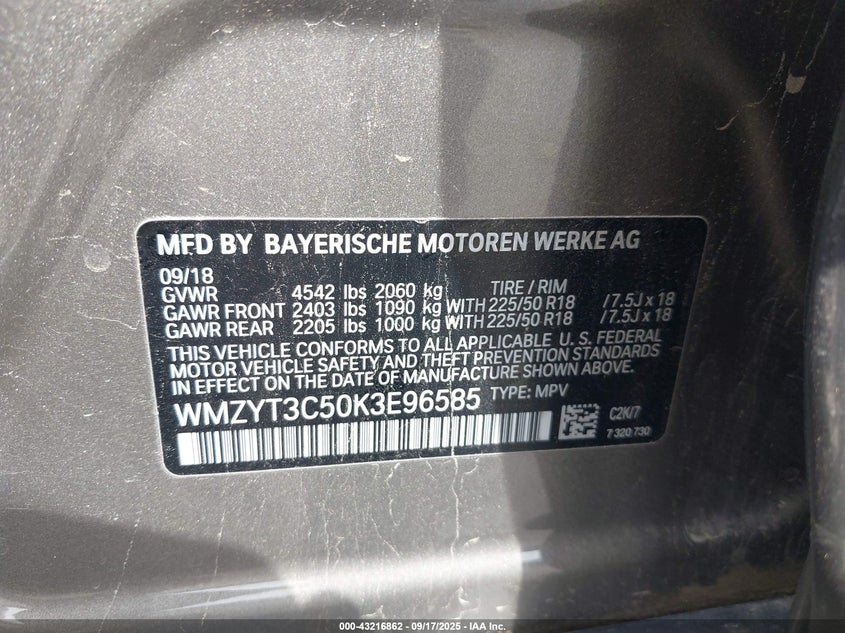 MFD BY BAYERISCHE MOTOREN WERKE AG
09/18 TIRE / RIM
GVWR 4542 lbs 2060 kg
GAWR FRONT 2403 lbs 1090 kg WITH 225/50 R18 /7.5J x 18
GAWR REAR 2205 lbs 1000 kg WITH 225/50 R18 /7.5J x 18
THIS VEHICLE CONFORMS TO ALL APPLICABLE U. S. FEDERAL
MOTOR VEHICLE SAFETY AND THEFT PREVENTION STANDARDS
IN EFFECT ON THE DATE OF MANUFACTURE SHOWN ABOVE.
WMZYT3C50K3E96585 TYPE: MPV
C2K/7
7 320 730
000-43216862 - 09/17/2025 - IAA Inc.